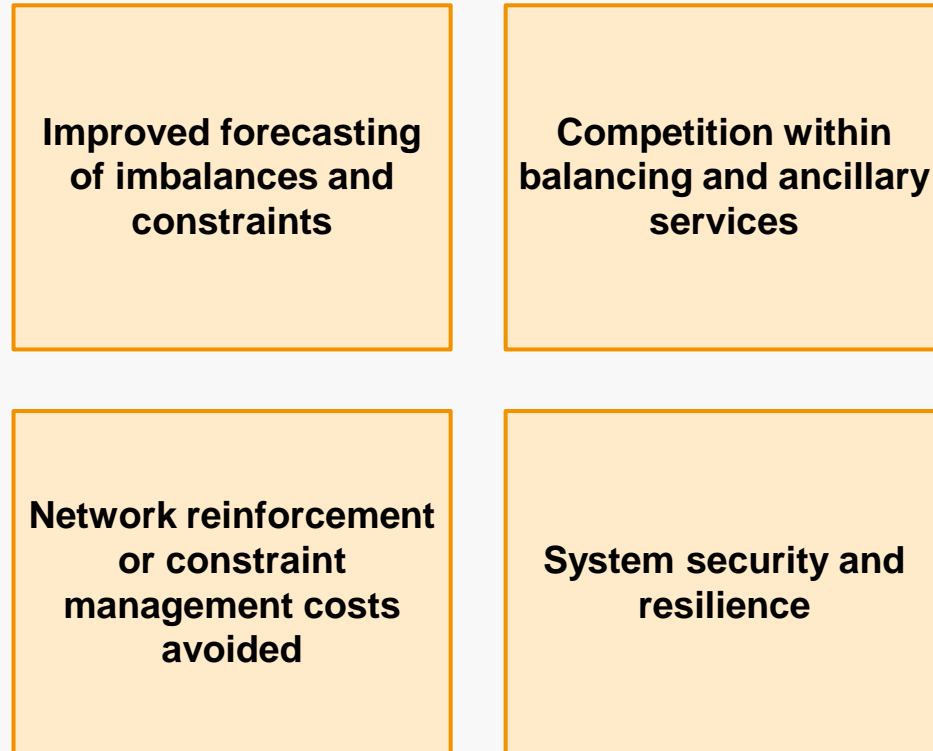 Improved forecasting
of imbalances and
constraints
Competition within
balancing and ancillary
services
Network reinforcement
or constraint
management costs
avoided
System security and
resilience